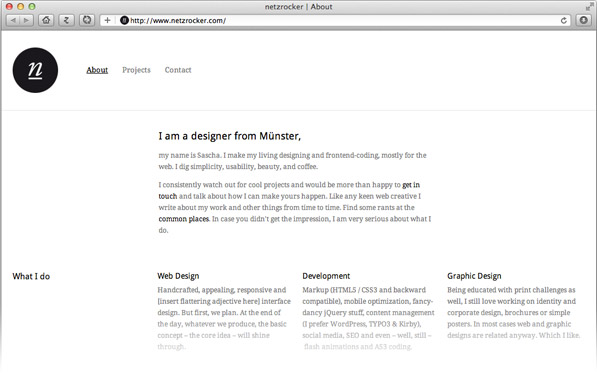 netzrocker | About
http://www.netzrocker.com/
n
About Projects Contact
I am a designer from Münster,
my name is Sascha. I make my living designing and frontend-coding, mostly for the
web. I dig simplicity, usability, beauty, and coffee.
I consistently watch out for cool projects and would be more than happy to get in
touch and talk about how I can make yours happen. Like any keen web creative I
write about my work and other things from time to time. Find some rants at the
common places. In case you didn't get the impression, I am very serious about what I
do.
What I do
Web Design
Handcrafted, appealing, responsive and
[insert flattering adjective here] interface
design. But first, we plan. At the end of
the day, whatever we produce, the basic
concept – the core idea – will shine
through.
Development
Markup (HTML5 / CSS3 and backward
compatible), mobile optimization, fancy-
dancy jQuery stuff, content management
(I prefer WordPress, TYPO3 & Kirby),
social media, SEO and even – well, still –
flash animations and AS3 coding.
Graphic Design
Being educated with print challenges as
well, I still love working on identity and
corporate design, brochures or simple
posters. In most cases web and graphic
designs are related anyway. Which I like.